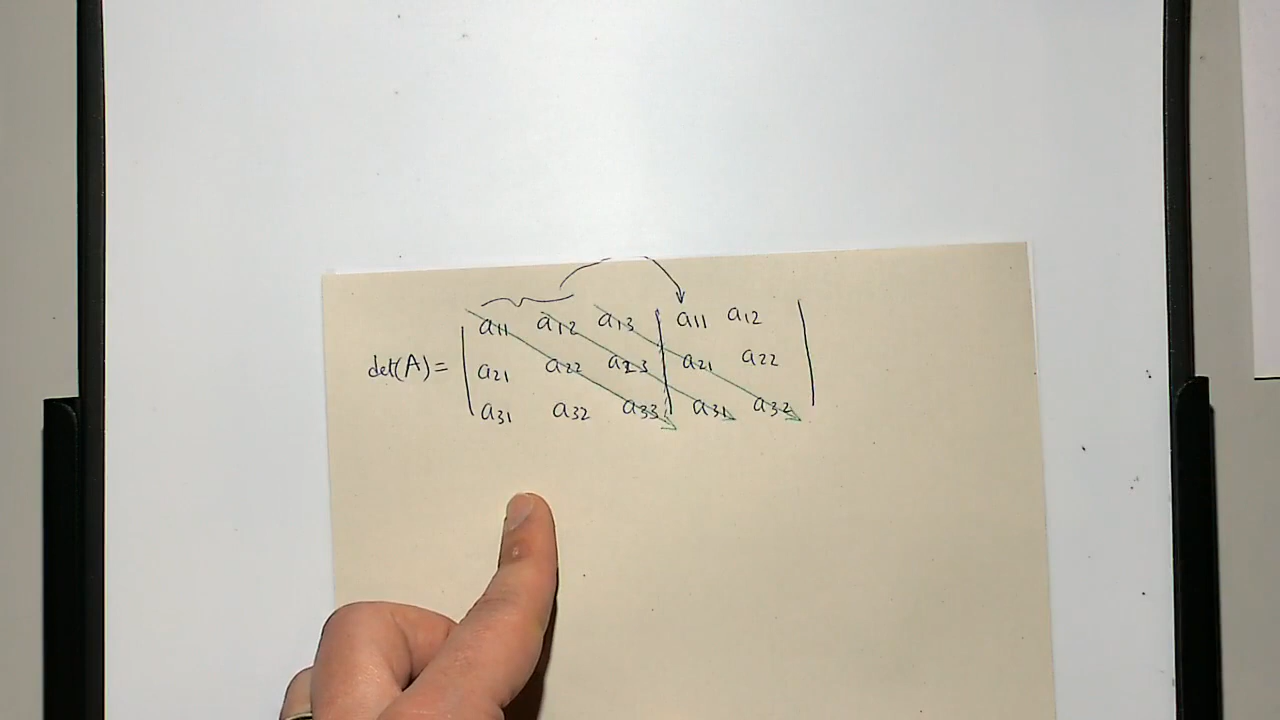 det(A) = | a11 a12 a13 | a11 a12 |
a21 a22 a23 | a21 a22
a31 a32 a33 | a31 a32